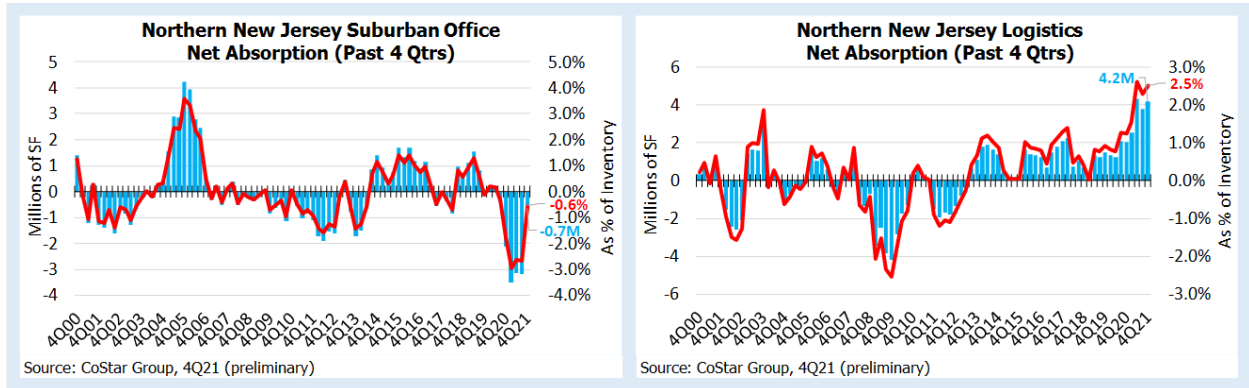 Northern New Jersey Suburban Office
Net Absorption (Past 4 Qtrs)
Millions of SF
5
4
3
2
1
0
-1
-2
-3
-4
5.0%
4.0%
3.0%
2.0%
1.0%
0.0%
-1.0%
-2.0%
-3.0%
-4.0%
As % of Inventory
-0.6%
-0.7M
4Q00
4Q01
4Q02
4Q03
4Q04
4Q05
4Q06
4Q07
4Q08
4Q09
4Q10
4Q11
4Q12
4Q13
4Q14
4Q15
4Q16
4Q17
4Q18
4Q19
4Q20
4Q21
Source: CoStar Group, 4Q21 (preliminary)
Northern New Jersey Logistics
Net Absorption (Past 4 Qtrs)
Millions of SF
6
4
2
0
-2
-4
-6
3.0%
2.0%
1.0%
0.0%
-1.0%
-2.0%
-3.0%
As % of Inventory
4.2M
2.5%
4Q00
4Q01
4Q02
4Q03
4Q04
4Q05
4Q06
4Q07
4Q08
4Q09
4Q10
4Q11
4Q12
4Q13
4Q14
4Q15
4Q16
4Q17
4Q18
4Q19
4Q20
4Q21
Source: CoStar Group, 4Q21 (preliminary)